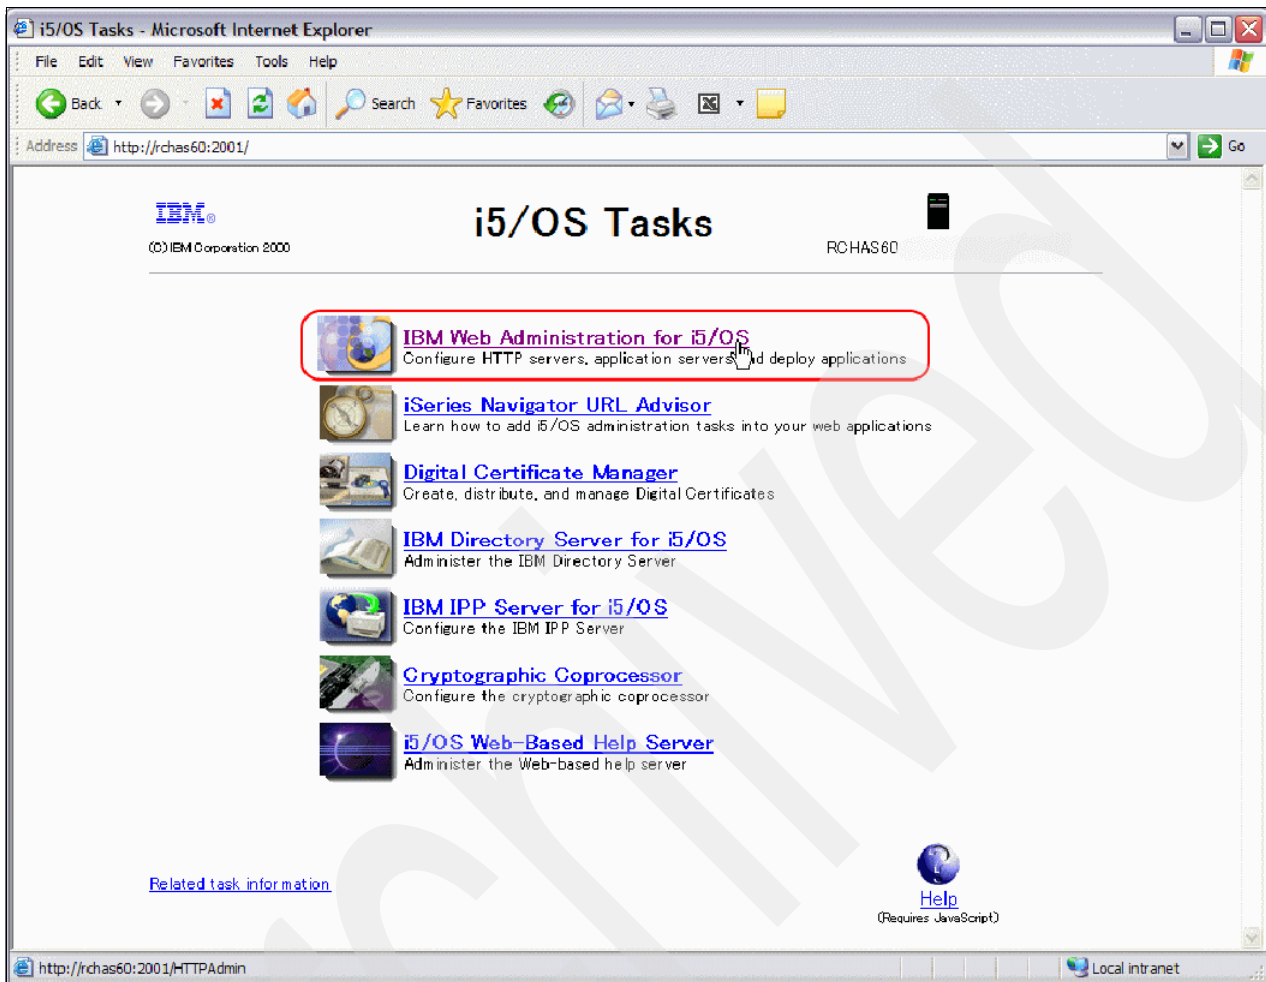 i5/OS Tasks - Microsoft Internet Explorer
File Edit View Favorites Tools Help
Back Search Favorites
Address http://rchas60:2001/ Go
IBM®
i5/OS Tasks
(C) IBM Corporation 2000
RCHAS60
IBM Web Administration for i5/OS
Configure HTTP servers, application servers and deploy applications
iSeries Navigator URL Advisor
Learn how to add i5/OS administration tasks into your web applications
Digital Certificate Manager
Create, distribute, and manage Digital Certificates
IBM Directory Server for i5/OS
Administer the IBM Directory Server
IBM IPP Server for i5/OS
Configure the IBM IPP Server
Cryptographic Coprocessor
Configure the cryptographic coprocessor
i5/OS Web-Based Help Server
Administer the Web-based help server
Related task information
Help
(Requires JavaScript)
http://rchas60:2001/HTTPAdmin Local intranet